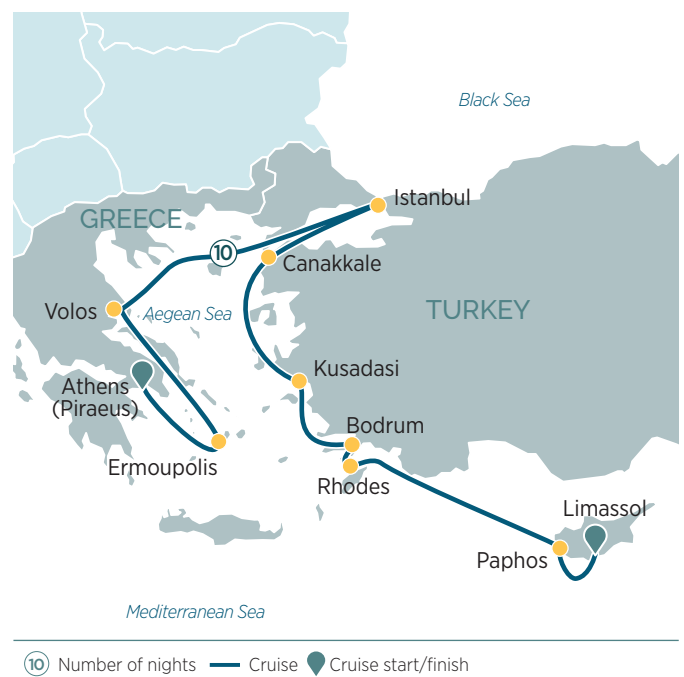 Black Sea
Istanbul
GREECE
10
Canakkale
Volos
Aegean Sea
TURKEY
Kusadasi
Athens
(Piraeus)
Bodrum
Ermoupolis
Rhodes
Limassol
Paphos
Mediterranean Sea
10 Number of nights Cruise Cruise start/finish